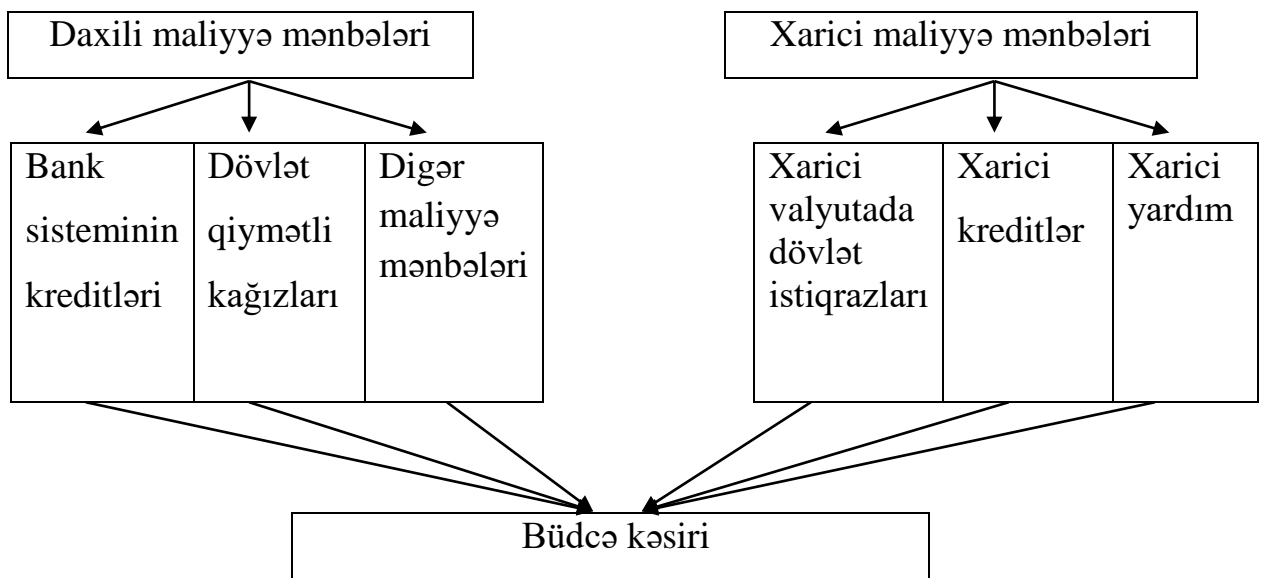 Daxili maliyyə mənbələri
Xarici maliyyə mənbələri
Bank
sisteminin
kreditləri
Dövlət
qiymətli
kağızları
Digər
maliyyə
mənbələri
Xarici
valyutada
dövlət
istiqrazları
Xarici
kreditlər
Xarici
yardım
Büdcə kəsiri